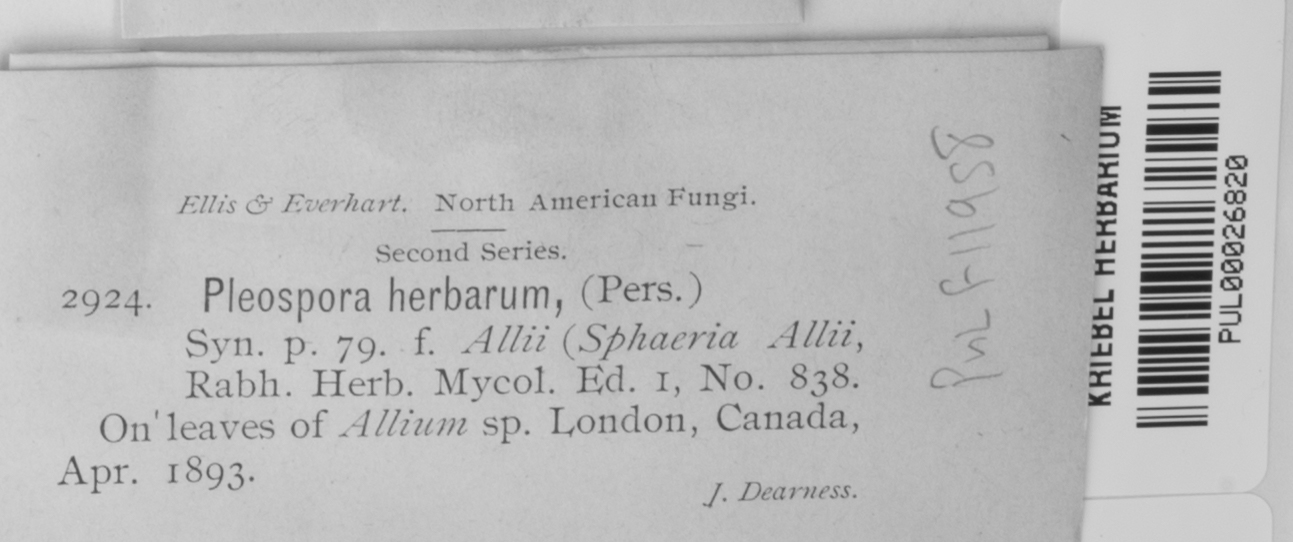 Ellis & Everhart. North American Fungi.
Second Series.
2924. Pleospora herbarum, (Pers.)
Syn. p. 79. f. Allii (Sphaeria Allii,
Rabh. Herb. Mycol. Ed. 1, No. 838.
On leaves of Allium sp. London, Canada,
Apr. 1893.
J. Dearness.
PUL F11958
KRIEBEL HERBARIUM
PUL00026820